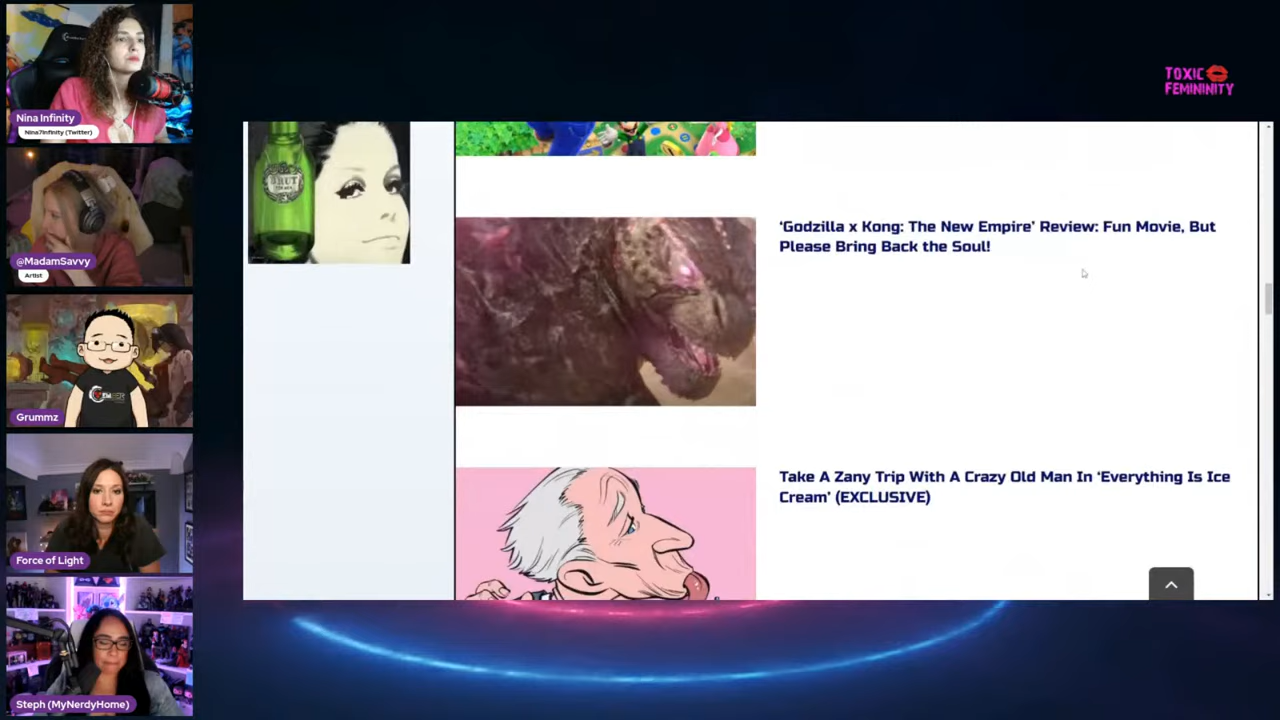 Nina Infinity
Nina7Infinity (Twitter)
@MadamSavvy
Artist
Grummz
Force of Light
Steph (MyNerdyHome)
TOXIC
FEMININITY
BRUT
‘Godzilla x Kong: The New Empire’ Review: Fun Movie, But
Please Bring Back the Soul!
Take A Zany Trip With A Crazy Old Man In ‘Everything Is Ice
Cream’ (EXCLUSIVE)